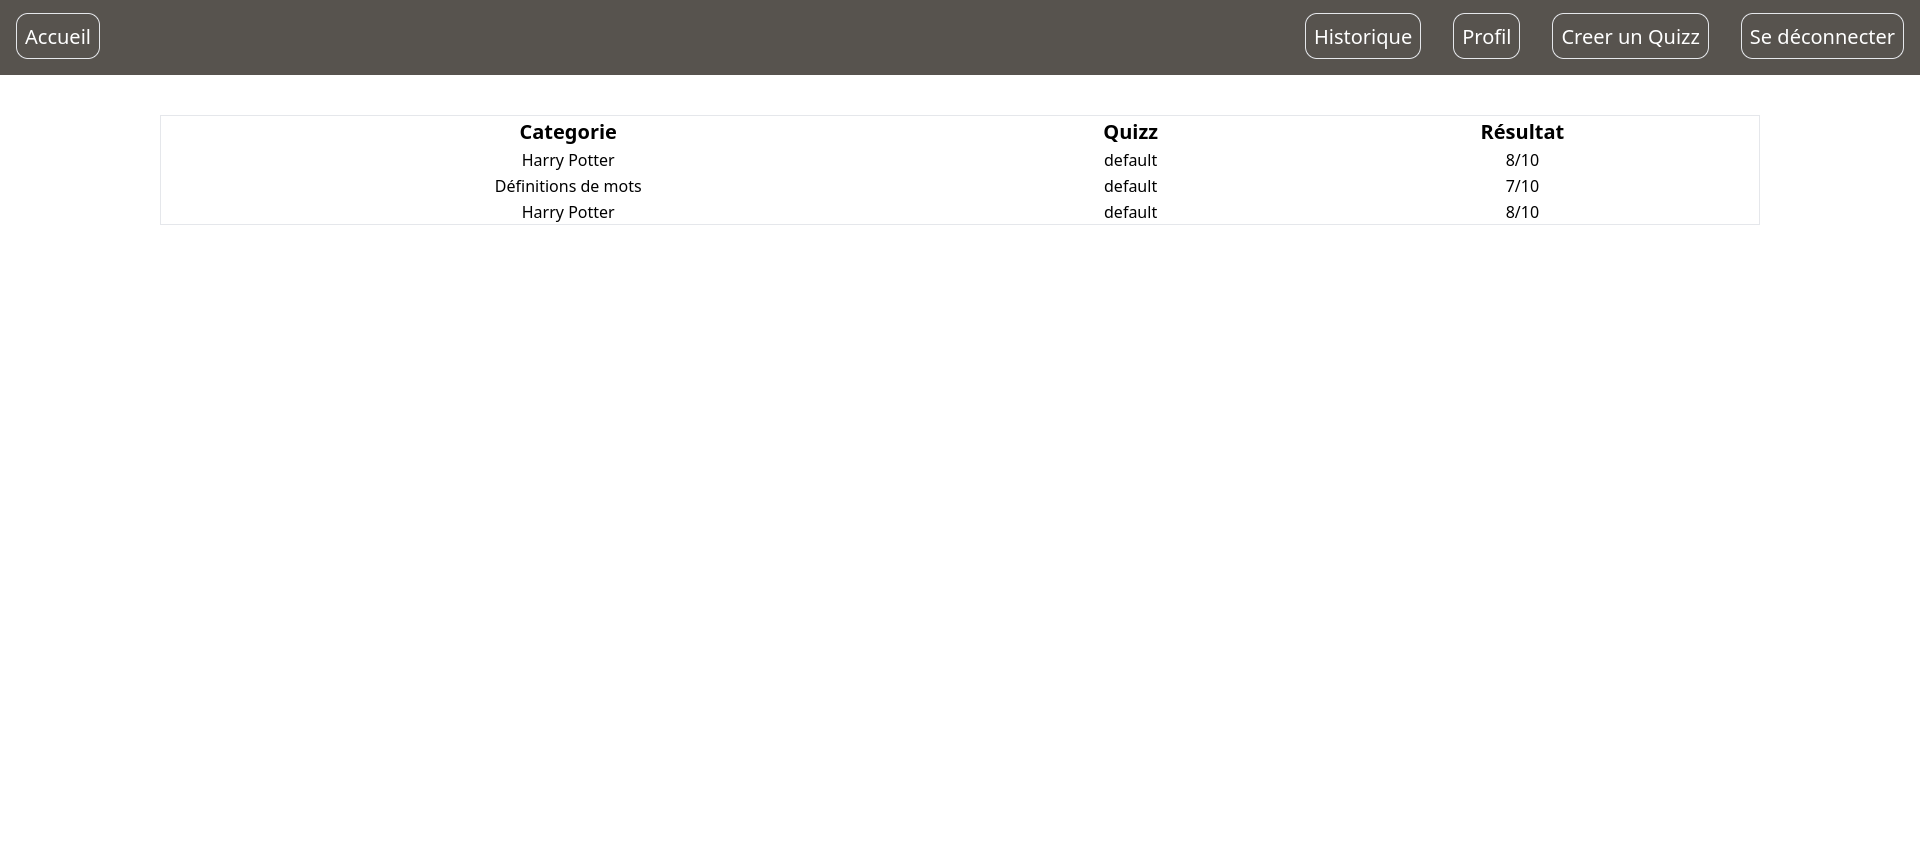 Accueil Historique Profil Creer un Quizz Se déconnecter
Categorie Quizz Résultat
Harry Potter default 8/10
Définitions de mots default 7/10
Harry Potter default 8/10